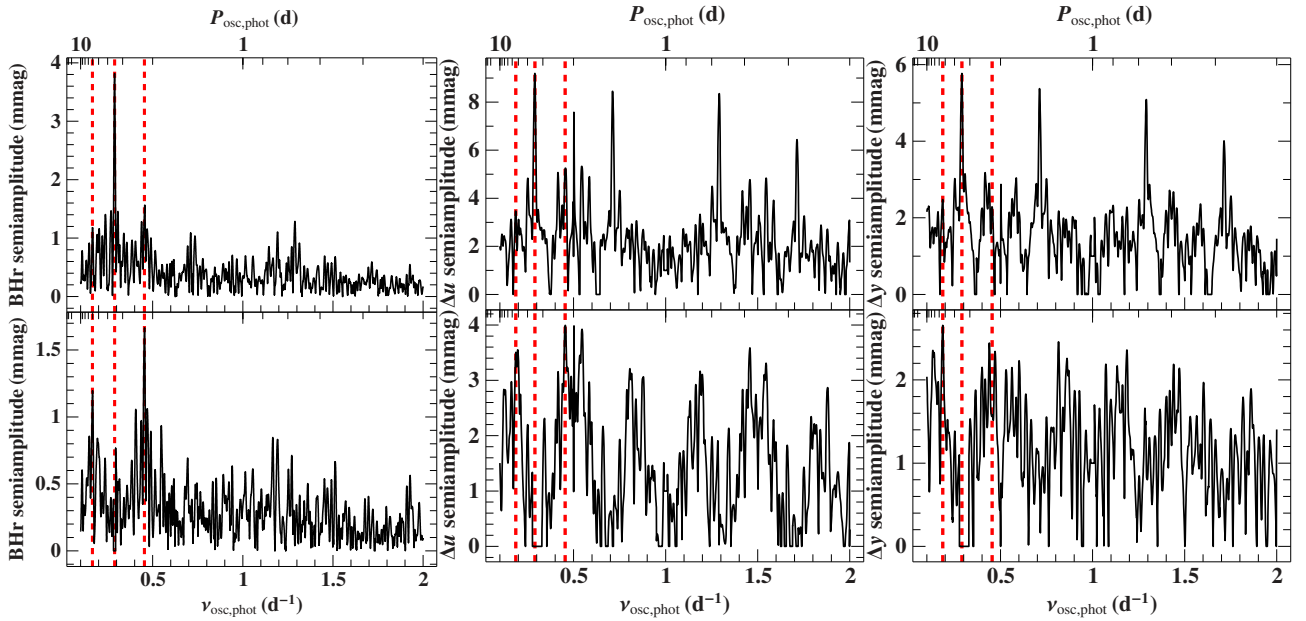 P_osc,phot (d)
10 1
BHr semiamplitude (mmag)
4
3
2
1
0
BHr semiamplitude (mmag)
1.5
1
0.5
0
0.5 1 1.5 2
ν_osc,phot (d⁻¹)
P_osc,phot (d)
10 1
Δu semiamplitude (mmag)
8
6
4
2
0
Δu semiamplitude (mmag)
4
3
2
1
0
0.5 1 1.5 2
ν_osc,phot (d⁻¹)
P_osc,phot (d)
10 1
Δy semiamplitude (mmag)
6
4
2
0
Δy semiamplitude (mmag)
2
1
0
0.5 1 1.5 2
ν_osc,phot (d⁻¹)